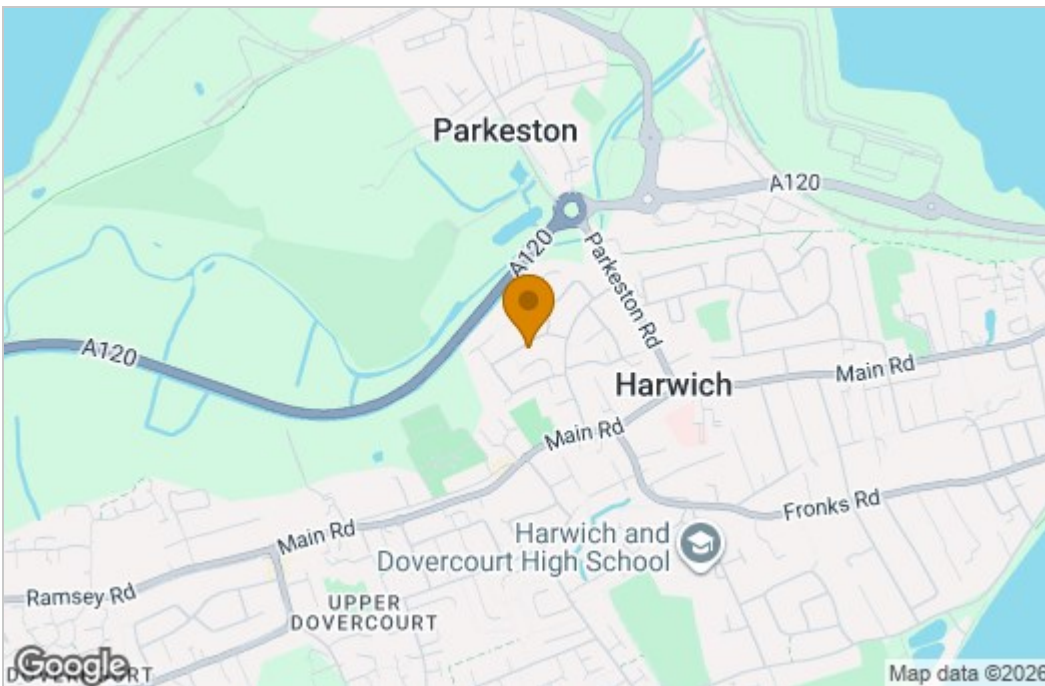 Parkeston
A120
A120
Parkeston Rd
A120
Harwich
Main Rd
Main Rd
Fronks Rd
Harwich and
Dovercourt High School
Main Rd
Ramsey Rd
UPPER
DOVERCOURT
Google
Map data ©2026